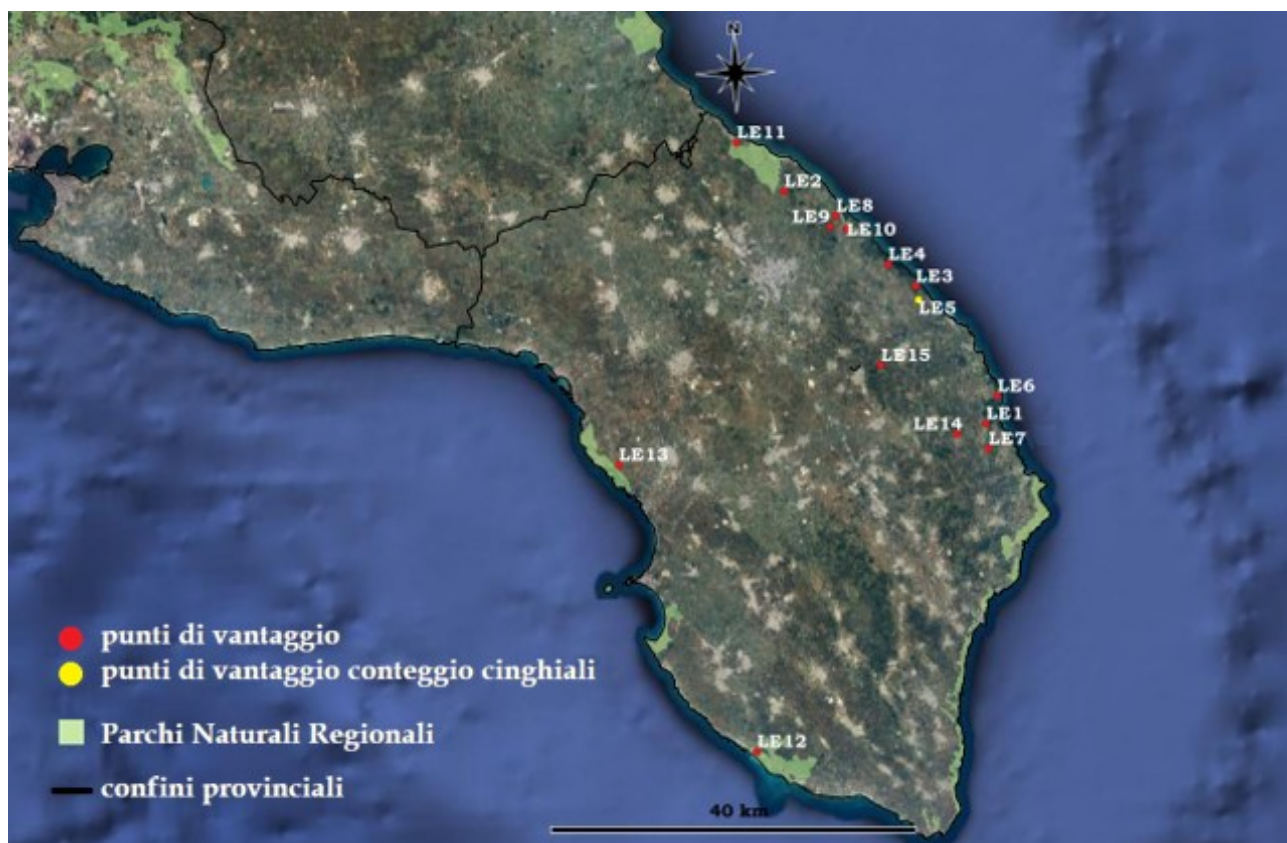 N
LE11
LE2
LE8
LE9
LE10
LE4
LE3
LE5
LE15
LE6
LE1
LE14
LE7
LE13
punti di vantaggio
punti di vantaggio conteggio cinghiali
Parchi Naturali Regionali
LE12
confini provinciali
40 km